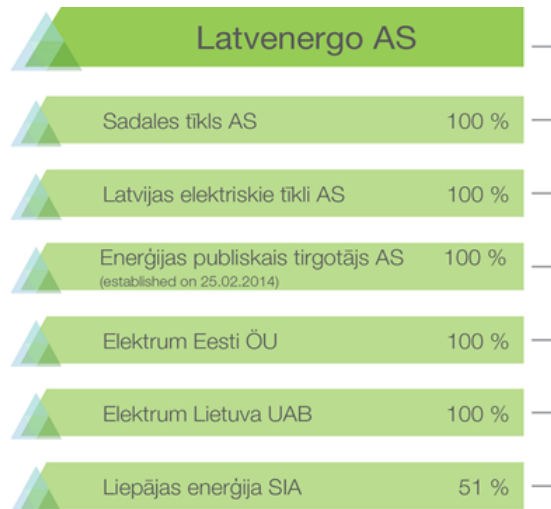 Latvenergo AS
Sadales tīkls AS 100 %
Latvijas elektriskie tīkli AS 100 %
Enerģijas publiskais tirgotājs AS 100 %
(established on 25.02.2014)
Elektrum Eesti ÖU 100 %
Elektrum Lietuva UAB 100 %
Liepājas enerģija SIA 51 %